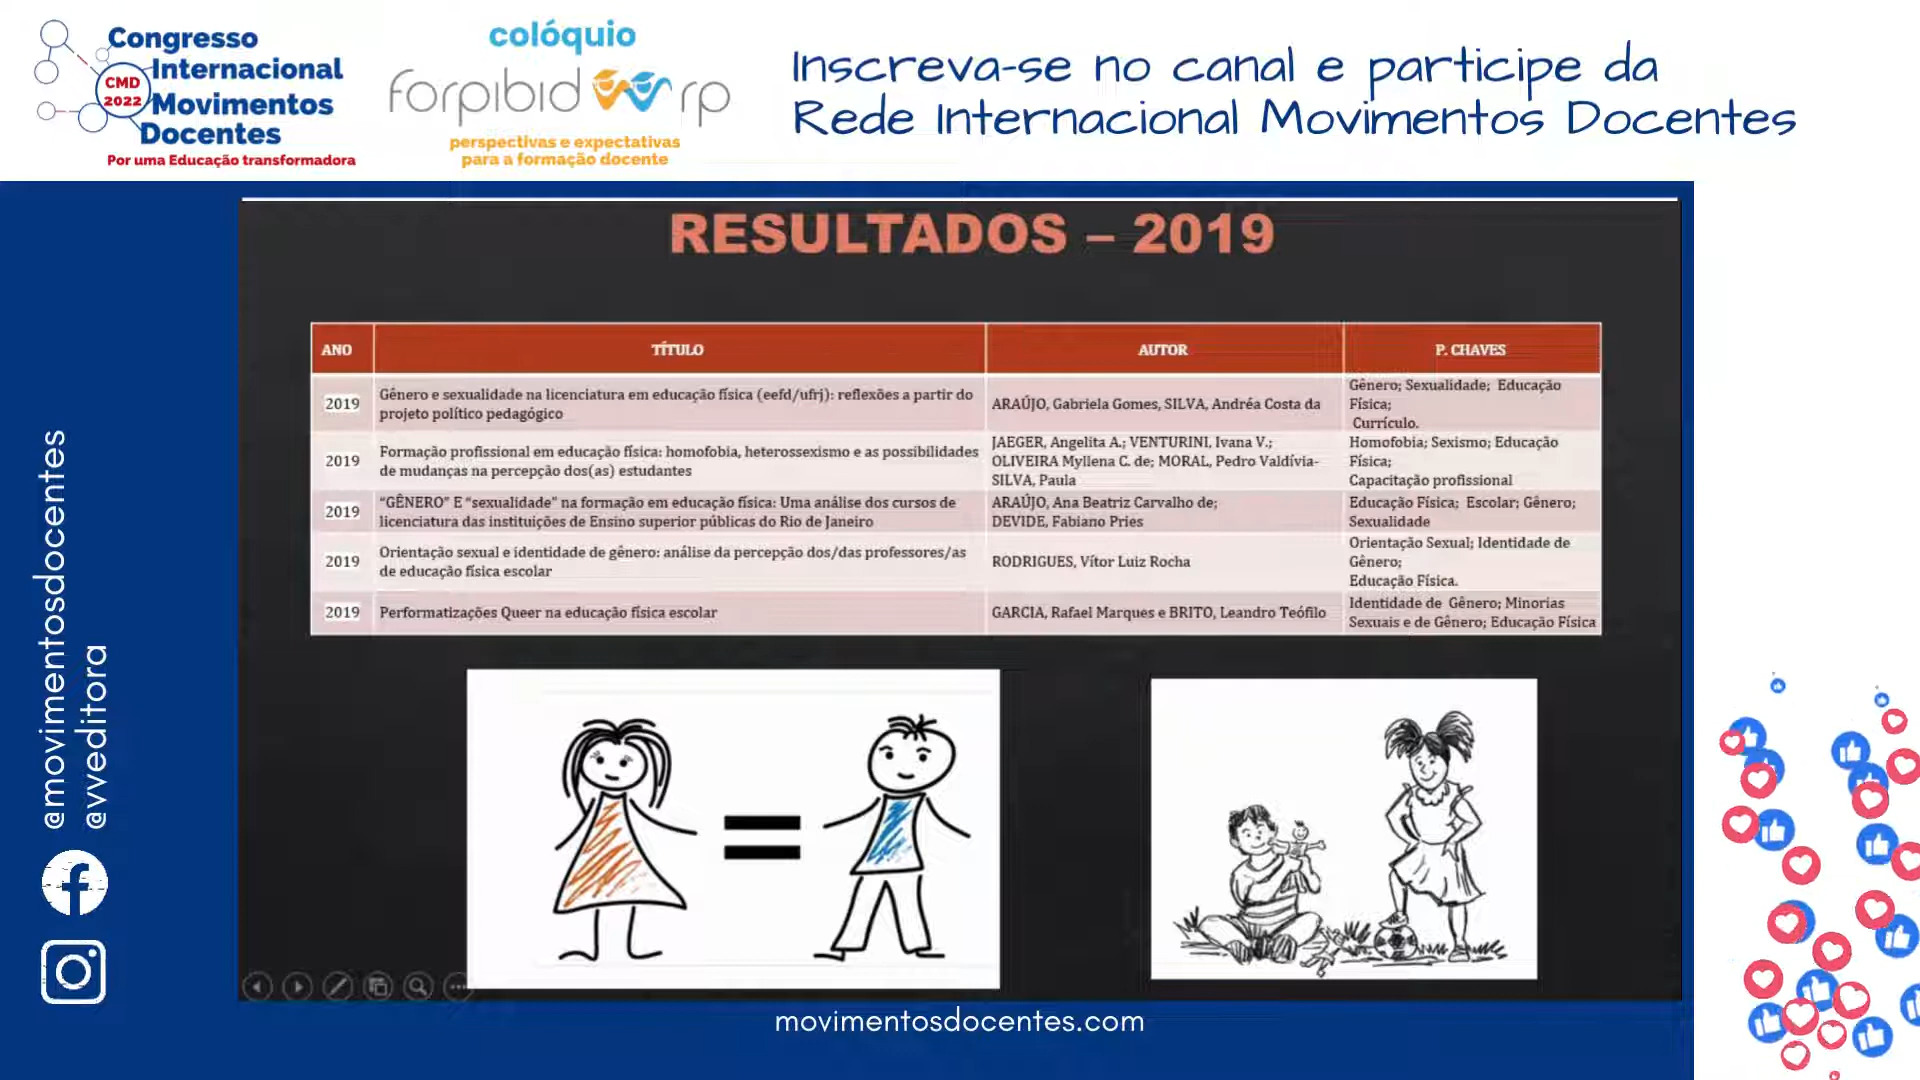 Congresso
Internacional
CMD
2022
Movimentos
Docentes
Por uma Educação transformadora
colóquio
forpibid rp
perspectivas e expectativas
para a formação docente
Inscreva-se no canal e participe da
Rede Internacional Movimentos Docentes
@movimentosdocentes
@vveditora
RESULTADOS – 2019
ANO TÍTULO AUTOR P. CHAVES
2019
Gênero e sexualidade na licenciatura em educação física (eefd/ufrj): reflexões a partir do
projeto político pedagógico
ARAÚJO, Gabriela Gomes, SILVA, Andréa Costa da
Gênero; Sexualidade; Educação
Física;
Currículo.
2019
Formação profissional em educação física: homofobia, heterossexismo e as possibilidades
de mudanças na percepção dos(as) estudantes
JAEGER, Angelita A.; VENTURINI, Ivana V.;
OLIVEIRA Myllena C. de; MORAL, Pedro Valdívia-
SILVA, Paula
Homofobia; Sexismo; Educação
Física;
Capacitação profissional
2019
“GÊNERO” E “sexualidade” na formação em educação física: Uma análise dos cursos de
licenciatura das instituições de Ensino superior públicas do Rio de Janeiro
ARAÚJO, Ana Beatriz Carvalho de;
DEVIDE, Fabiano Pries
Educação Física; Escolar; Gênero;
Sexualidade
2019
Orientação sexual e identidade de gênero: análise da percepção dos/das professores/as
de educação física escolar
RODRIGUES, Vítor Luiz Rocha
Orientação Sexual; Identidade de
Gênero;
Educação Física.
2019
Performatizações Queer na educação física escolar
GARCIA, Rafael Marques e BRITO, Leandro Teófilo
Identidade de Gênero; Minorias
Sexuais e de Gênero; Educação Física
movimentosdocentes.com